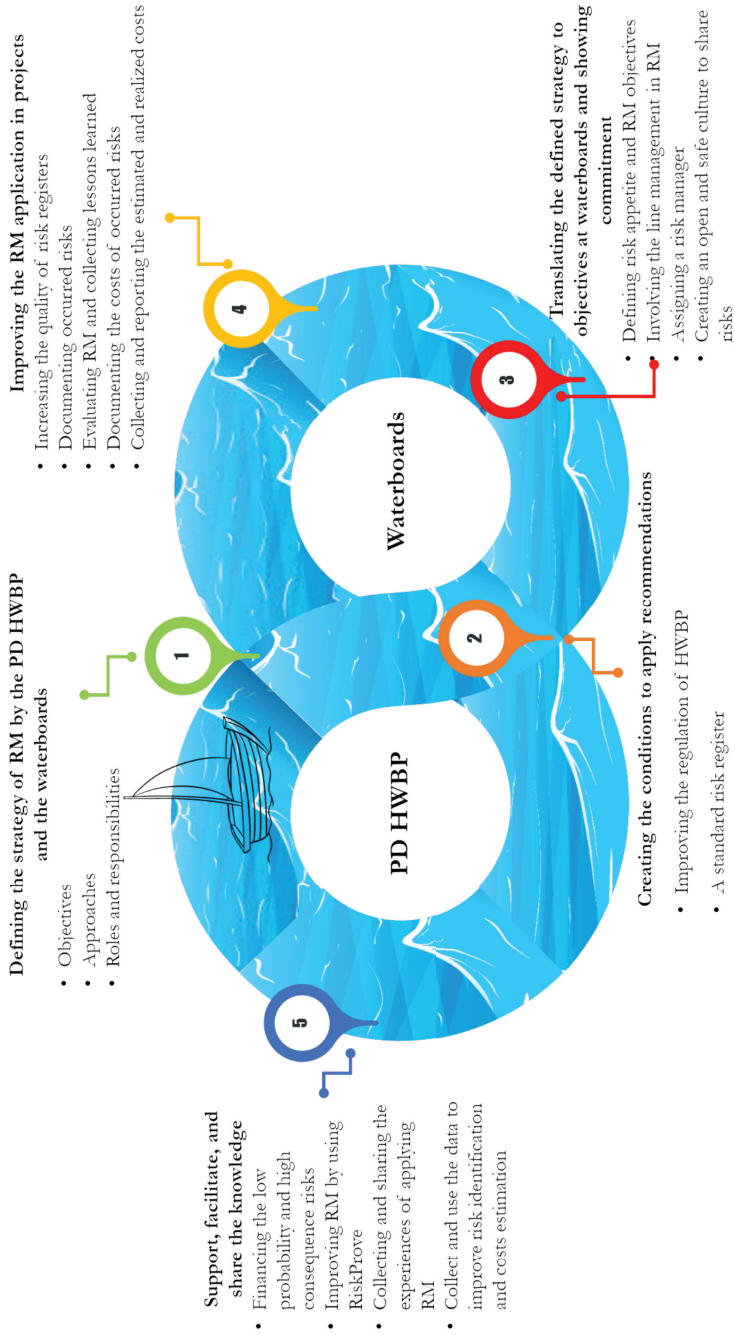 Defining the strategy of RM by the PD HWBP
and the waterboards
• Objectives
• Approaches
• Roles and responsibilities
1
Improving the RM application in projects
• Increasing the quality of risk registers
• Documenting occurred risks
• Evaluating RM and collecting lessons learned
• Documenting the costs of occurred risks
• Collecting and reporting the estimated and realized costs
4
Support, facilitate, and
share the knowledge
• Financing the low
probability and high
consequence risks
• Improving RM by using
RiskProve
• Collecting and sharing the
experiences of applying
RM
• Collect and use the data to
improve risk identification
and costs estimation
5
PD HWBP
Waterboards
2
Creating the conditions to apply recommendations
• Improving the regulation of HWBP
• A standard risk register
3
Translating the defined strategy to
objectives at waterboards and showing
commitment
• Defining risk appetite and RM objectives
• Involving the line management in RM
• Assigning a risk manager
• Creating an open and safe culture to share
risks